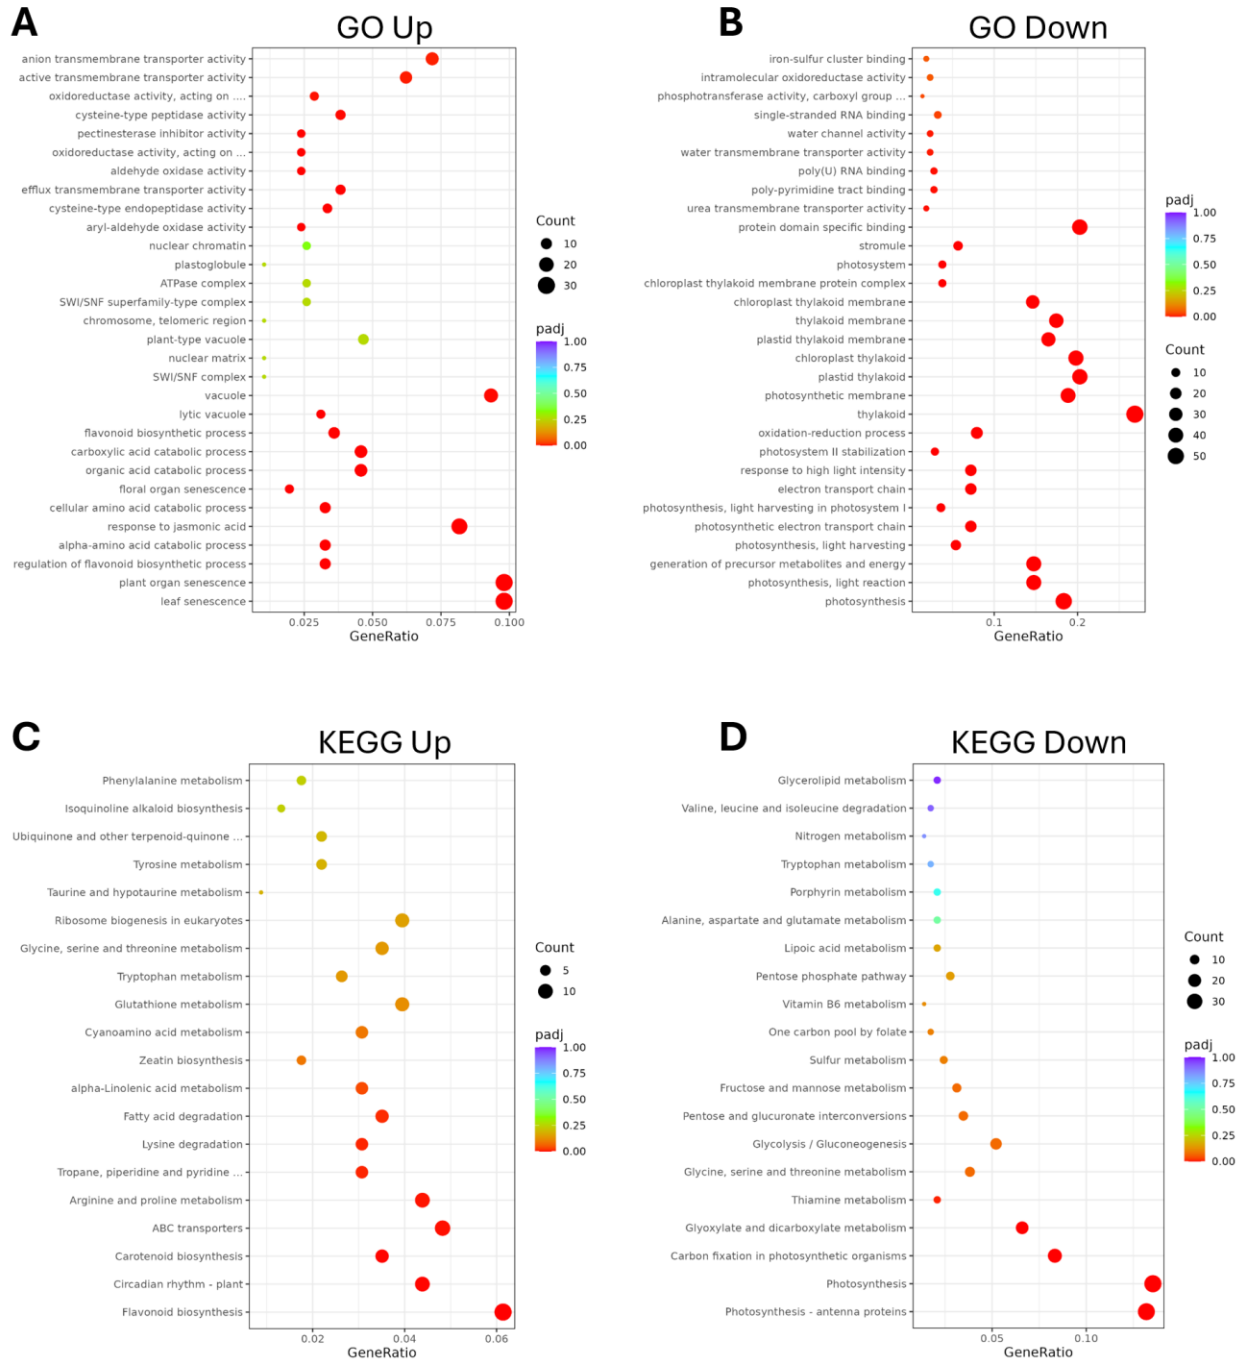 A
GO Up
anion transmembrane transporter activity
active transmembrane transporter activity
oxidoreductase activity, acting on ....
cysteine-type peptidase activity
pectinesterase inhibitor activity
oxidoreductase activity, acting on ...
aldehyde oxidase activity
efflux transmembrane transporter activity
cysteine-type endopeptidase activity
aryl-aldehyde oxidase activity
nuclear chromatin
plastoglobule
ATPase complex
SWI/SNF superfamily-type complex
chromosome, telomeric region
plant-type vacuole
nuclear matrix
SWI/SNF complex
vacuole
lytic vacuole
flavonoid biosynthetic process
carboxylic acid catabolic process
organic acid catabolic process
floral organ senescence
cellular amino acid catabolic process
response to jasmonic acid
alpha-amino acid catabolic process
regulation of flavonoid biosynthetic process
plant organ senescence
leaf senescence
0.025 0.050 0.075 0.100
GeneRatio
Count
10
20
30
padj
1.00
0.75
0.50
0.25
0.00
B
GO Down
iron-sulfur cluster binding
intramolecular oxidoreductase activity
phosphotransferase activity, carboxyl group ...
single-stranded RNA binding
water channel activity
water transmembrane transporter activity
poly(U) RNA binding
poly-pyrimidine tract binding
urea transmembrane transporter activity
protein domain specific binding
stromule
photosystem
chloroplast thylakoid membrane protein complex
chloroplast thylakoid membrane
thylakoid membrane
plastid thylakoid membrane
chloroplast thylakoid
plastid thylakoid
photosynthetic membrane
thylakoid
oxidation-reduction process
photosystem II stabilization
response to high light intensity
electron transport chain
photosynthesis, light harvesting in photosystem I
photosynthetic electron transport chain
photosynthesis, light harvesting
generation of precursor metabolites and energy
photosynthesis, light reaction
photosynthesis
0.1 0.2
GeneRatio
padj
1.00
0.75
0.50
0.25
0.00
Count
10
20
30
40
50
C
KEGG Up
Phenylalanine metabolism
Isoquinoline alkaloid biosynthesis
Ubiquinone and other terpenoid-quinone ...
Tyrosine metabolism
Taurine and hypotaurine metabolism
Ribosome biogenesis in eukaryotes
Glycine, serine and threonine metabolism
Tryptophan metabolism
Glutathione metabolism
Cyanoamino acid metabolism
Zeatin biosynthesis
alpha-Linolenic acid metabolism
Fatty acid degradation
Lysine degradation
Tropane, piperidine and pyridine ...
Arginine and proline metabolism
ABC transporters
Carotenoid biosynthesis
Circadian rhythm - plant
Flavonoid biosynthesis
0.02 0.04 0.06
GeneRatio
Count
5
10
padj
1.00
0.75
0.50
0.25
0.00
D
KEGG Down
Glycerolipid metabolism
Valine, leucine and isoleucine degradation
Nitrogen metabolism
Tryptophan metabolism
Porphyrin metabolism
Alanine, aspartate and glutamate metabolism
Lipoic acid metabolism
Pentose phosphate pathway
Vitamin B6 metabolism
One carbon pool by folate
Sulfur metabolism
Fructose and mannose metabolism
Pentose and glucuronate interconversions
Glycolysis / Gluconeogenesis
Glycine, serine and threonine metabolism
Thiamine metabolism
Glyoxylate and dicarboxylate metabolism
Carbon fixation in photosynthetic organisms
Photosynthesis
Photosynthesis - antenna proteins
0.05 0.10
GeneRatio
Count
10
20
30
padj
1.00
0.75
0.50
0.25
0.00